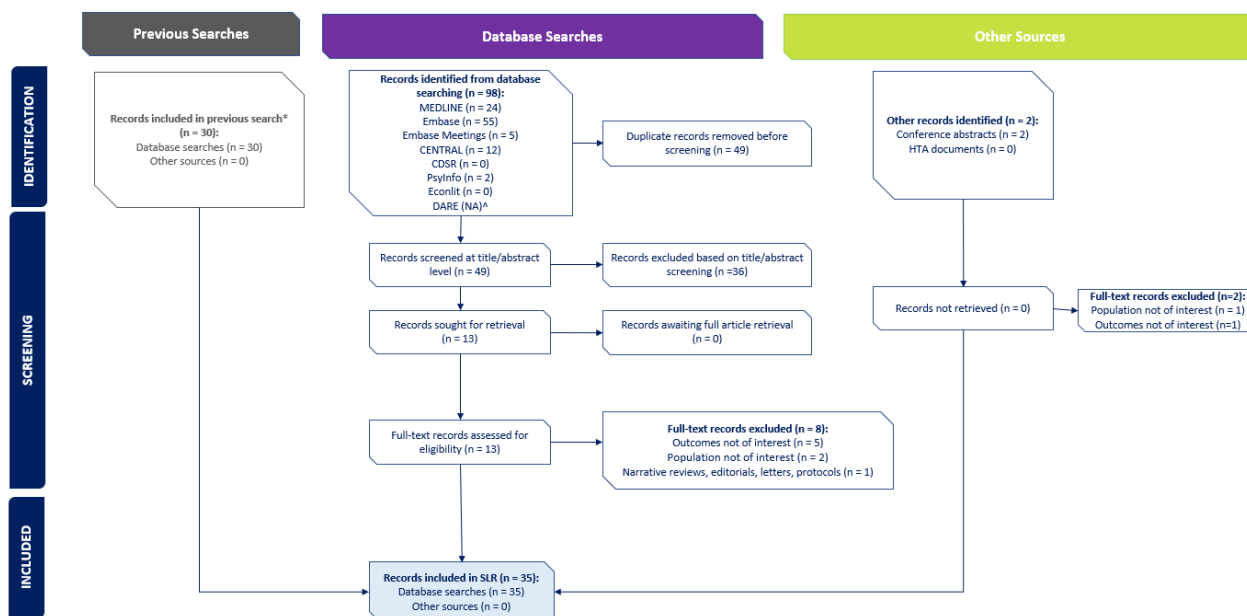 Previous Searches
Database Searches
Other Sources
IDENTIFICATION
Records included in previous search*
(n = 30):
Database searches (n = 30)
Other sources (n = 0)
Records identified from database
searching (n = 98):
MEDLINE (n = 24)
Embase (n = 55)
Embase Meetings (n = 5)
CENTRAL (n = 12)
CDSR (n = 0)
PsyInfo (n = 2)
Econlit (n = 0)
DARE (NA)^
Duplicate records removed before
screening (n = 49)
Other records identified (n = 2):
Conference abstracts (n = 2)
HTA documents (n = 0)
SCREENING
Records screened at title/abstract
level (n = 49)
Records excluded based on title/abstract
screening (n =36)
Records sought for retrieval
(n = 13)
Records awaiting full article retrieval
(n = 0)
Records not retrieved (n = 0)
Full-text records excluded (n=2):
Population not of interest (n = 1)
Outcomes not of interest (n=1)
Full-text records assessed for
eligibility (n = 13)
Full-text records excluded (n = 8):
Outcomes not of interest (n = 5)
Population not of interest (n = 2)
Narrative reviews, editorials, letters, protocols (n = 1)
INCLUDED
Records included in SLR (n = 35):
Database searches (n = 35)
Other sources (n = 0)